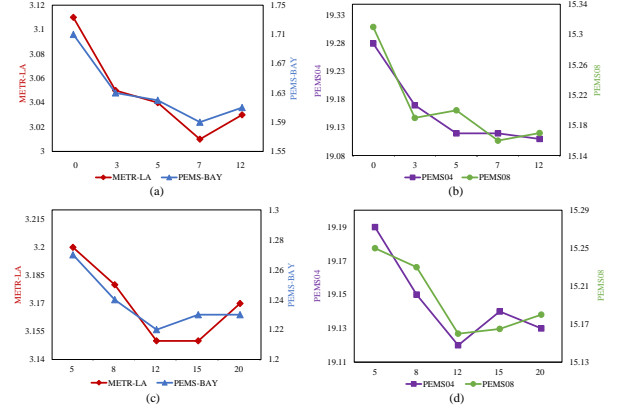 3.11
3.1
3.08
3.06
3.04
3.02
3
METR-LA
1.75
1.71
1.67
1.63
1.59
1.55
PEMS-BAY
0 3 5 7 12
METR-LA PEMS-BAY
(a)
19.33
19.28
19.23
19.17
19.13
19.08
PEMS04
15.34
15.3
15.26
15.22
15.18
15.14
PEMS08
0 3 5 7 12
PEMS04 PEMS08
(b)
3.215
3.2
3.185
3.17
3.155
3.14
METR-LA
1.3
1.28
1.26
1.24
1.22
1.2
PEMS-BAY
5 8 12 15 20
METR-LA PEMS-BAY
(c)
19.19
19.17
19.15
19.13
19.11
PEMS04
15.29
15.25
15.21
15.17
15.13
PEMS08
5 8 12 15 20
PEMS04 PEMS08
(d)